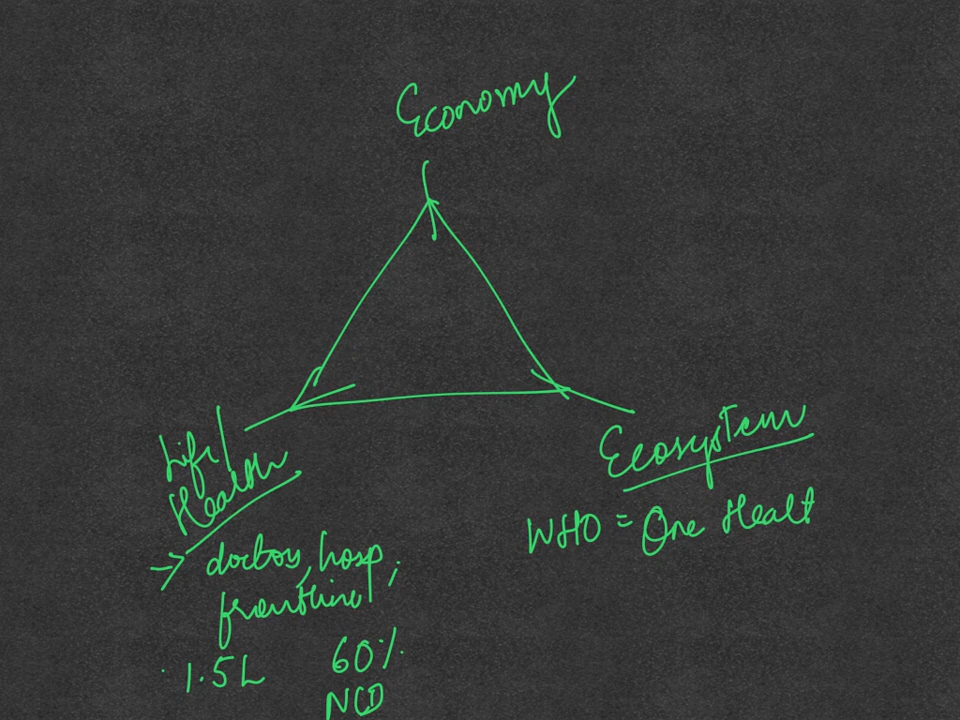 Economy
Life/
Health
Ecosystem
WHO = One Healt
→ doctors, hosp,
frontline;
1.5L 60%
NCD